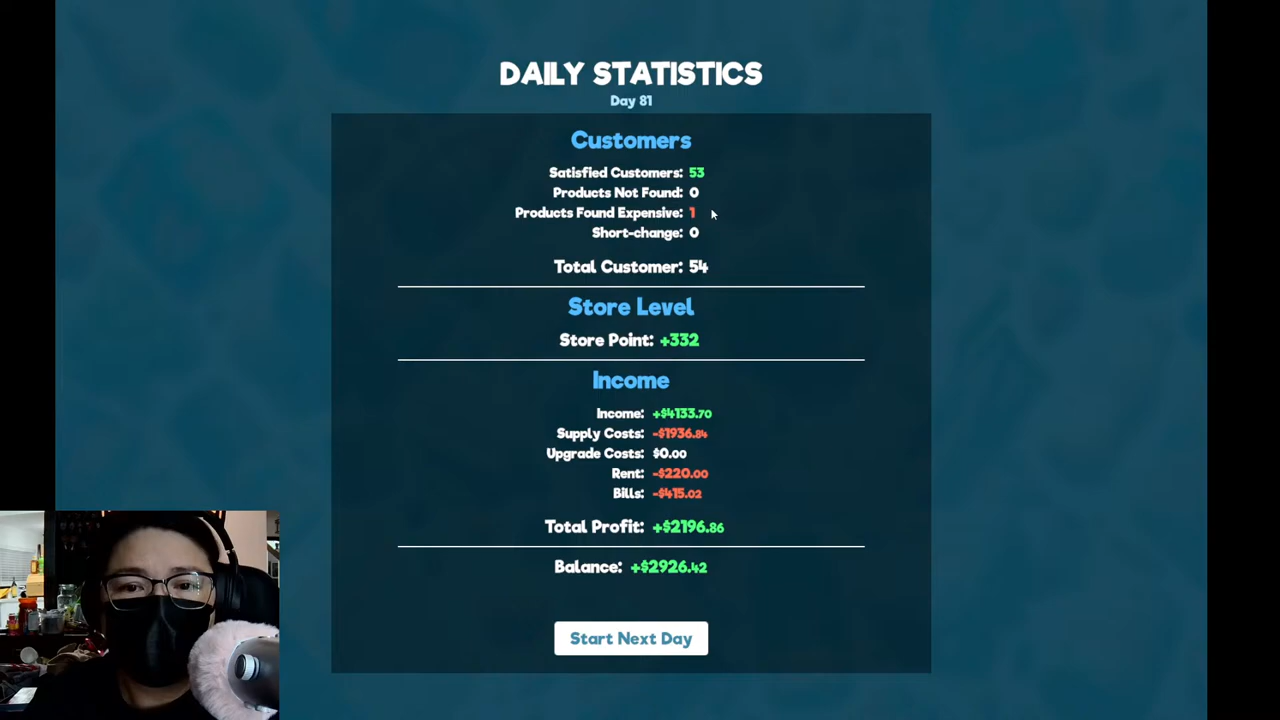 DAILY STATISTICS
Day 81
Customers
Satisfied Customers: 53
Products Not Found: 0
Products Found Expensive: 1
Short-change: 0
Total Customer: 54
Store Level
Store Point: +332
Income
Income: +$4133.70
Supply Costs: -$1936.84
Upgrade Costs: $0.00
Rent: -$220.00
Bills: -$415.02
Total Profit: +$2196.86
Balance: +$2926.42
Start Next Day